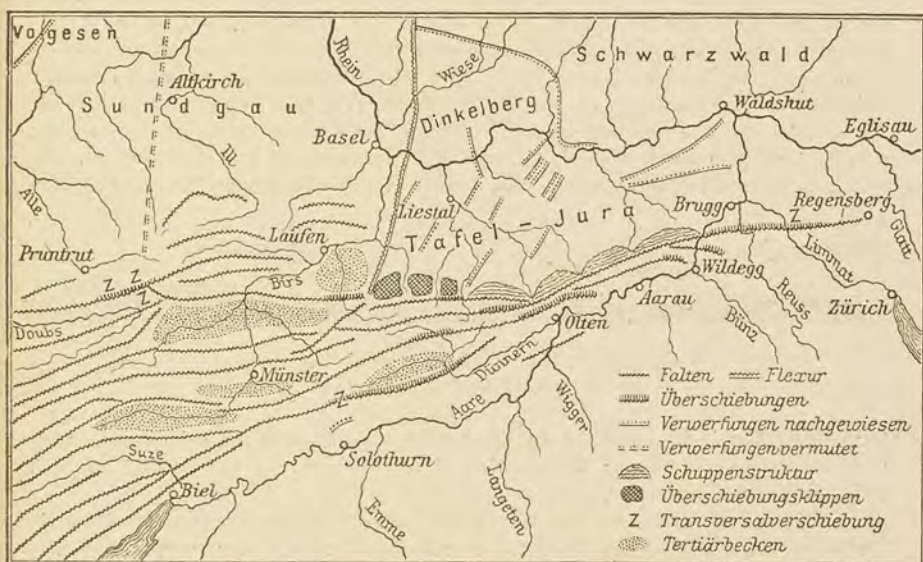 Vogesen
Schwarzwald
Altkirch
Rhein
Wiese
Sundgau
Dinkelberg
Waldshut
Basel
Eglisau
Ill
Alle
Liestal
Tafel-Jura
Brugg
Z
Regensberg
Glatt
Laufen
Pruntrut
Z
Z
Birs
Wildegg
Limmat
Reuss
Aarau
Zürich
Doubs
Olten
Bünz
Münster
Dünnern
Wigger
Z
Aare
Suze
Solothurn
Biel
Langeten
Emme
Falten
Flexur
Überschiebungen
Verwerfungen nachgewiesen
Verwerfungen vermutet
Schuppenstruktur
Überschiebungsklippen
Z Transversalverschiebung
Tertiärbecken